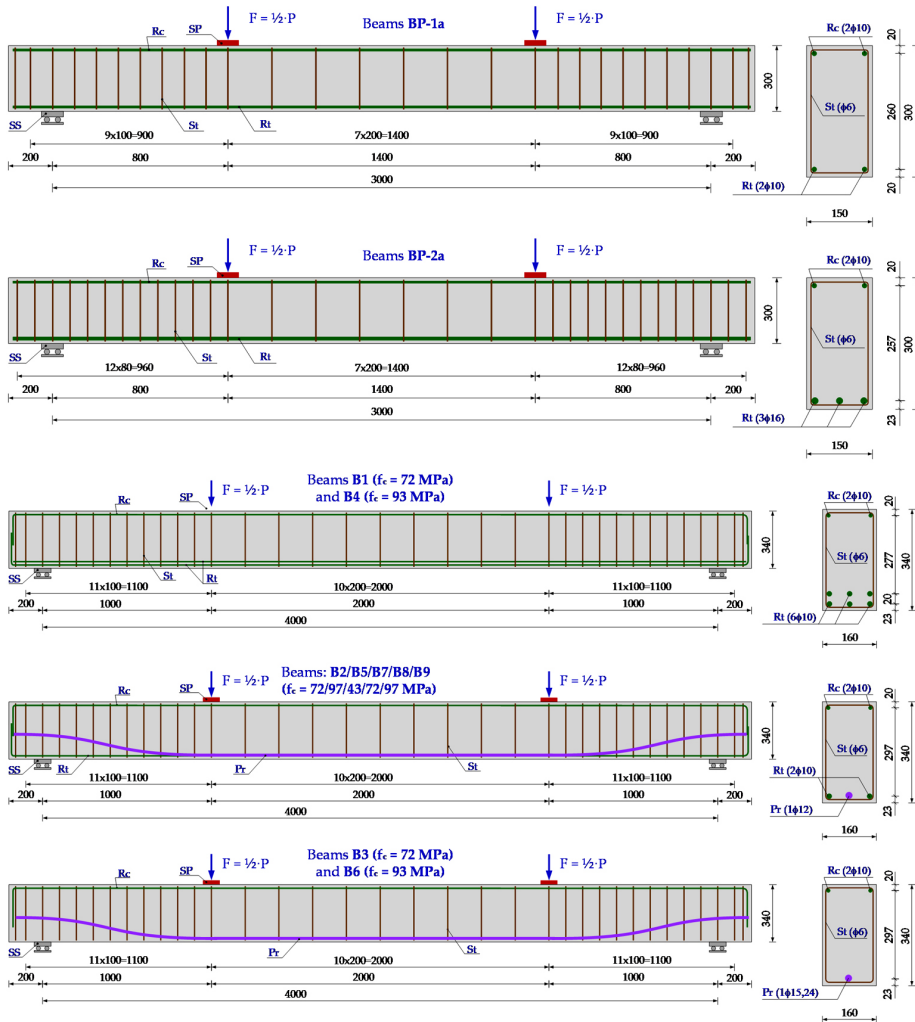 Beams BP-1a
F = ½·P
F = ½·P
SP
Rc
SS
St
Rt
9x100=900
7x200=1400
9x100=900
200
800
1400
800
200
3000
300
Rc (2ϕ10)
St (ϕ6)
Rt (2ϕ10)
20
260
300
20
150
Beams BP-2a
F = ½·P
F = ½·P
SP
Rc
SS
St
Rt
12x80=960
7x200=1400
12x80=960
200
800
1400
800
200
3000
300
Rc (2ϕ10)
St (ϕ6)
Rt (3ϕ16)
20
257
300
23
150
Beams B1 (fc = 72 MPa)
and B4 (fc = 93 MPa)
F = ½·P
F = ½·P
SP
Rc
SS
St
Rt
11x100=1100
10x200=2000
11x100=1100
200
1000
2000
1000
200
4000
340
Rc (2ϕ10)
St (ϕ6)
Rt (6ϕ10)
20
277
340
20
23
160
Beams: B2/B5/B7/B8/B9
(fc = 72/97/43/72/97 MPa)
F = ½·P
F = ½·P
SP
Rc
SS
Rt
Pr
St
11x100=1100
10x200=2000
11x100=1100
200
1000
2000
1000
200
4000
340
Rc (2ϕ10)
St (ϕ6)
Rt (2ϕ10)
Pr (1ϕ12)
20
297
340
23
160
Beams B3 (fc = 72 MPa)
and B6 (fc = 93 MPa)
F = ½·P
F = ½·P
SP
Rc
SS
Pr
St
11x100=1100
10x200=2000
11x100=1100
200
1000
2000
1000
200
4000
340
Rc (2ϕ10)
St (ϕ6)
Pr (1ϕ15,24)
20
297
340
23
160